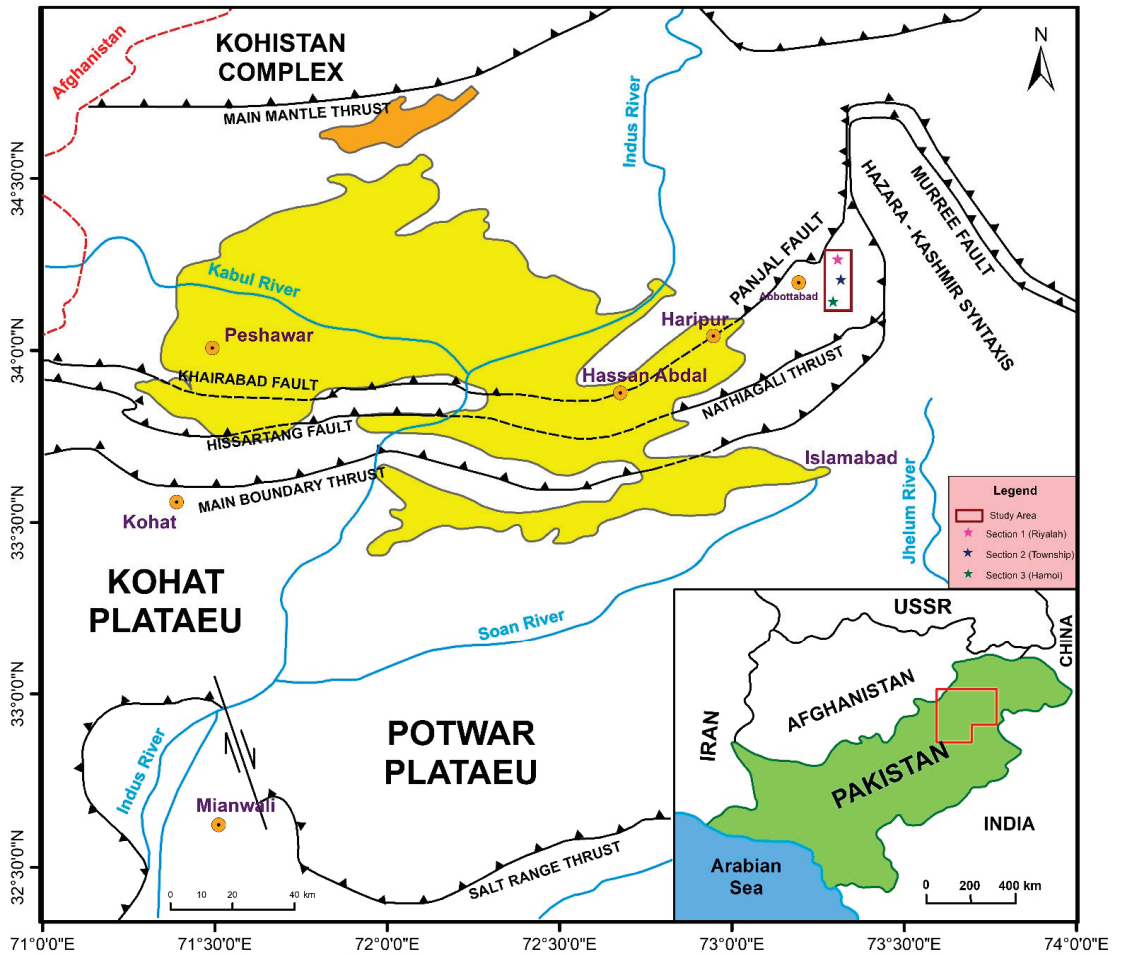 Afghanistan
KOHISTAN
COMPLEX
N
MAIN MANTLE THRUST
Indus River
34°30'0"N
HAZARA - KASHMIR SYNTAXIS
MURREE FAULT
PANJAL FAULT
Kabul River
Abbottabad
Haripur
Peshawar
34°0'0"N
KHAIRABAD FAULT
Hassan Abdal
NATHIAGALI THRUST
HISSARTANG FAULT
Islamabad
MAIN BOUNDARY THRUST
Kohat
33°30'0"N
Jhelum River
Legend
Study Area
Section 1 (Riyalah)
Section 2 (Township)
Section 3 (Harnoi)
KOHAT
PLATAEU
Soan River
33°0'0"N
POTWAR
PLATAEU
Indus River
Mianwali
32°30'0"N
SALT RANGE THRUST
0 20 40 km
USSR
CHINA
AFGHANISTAN
IRAN
PAKISTAN
INDIA
Arabian
Sea
0 200 400 km
71°0'0"E
71°30'0"E
72°0'0"E
72°30'0"E
73°0'0"E
73°30'0"E
74°0'0"E